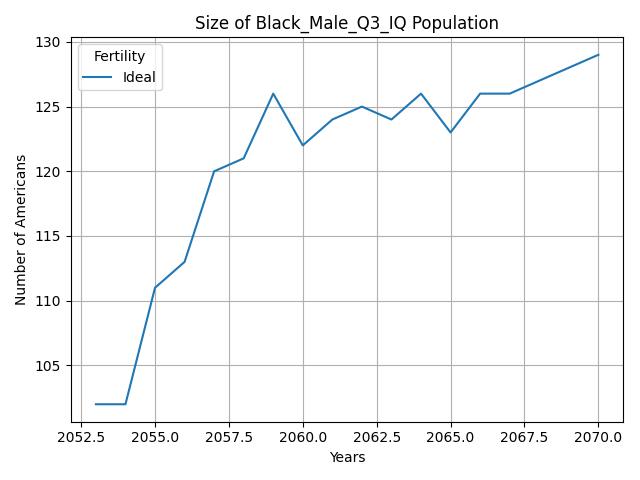 Size of Black_Male_Q3_IQ Population
Fertility
Ideal
130
125
120
115
110
105
Number of Americans
2052.5 2055.0 2057.5 2060.0 2062.5 2065.0 2067.5 2070.0
Years